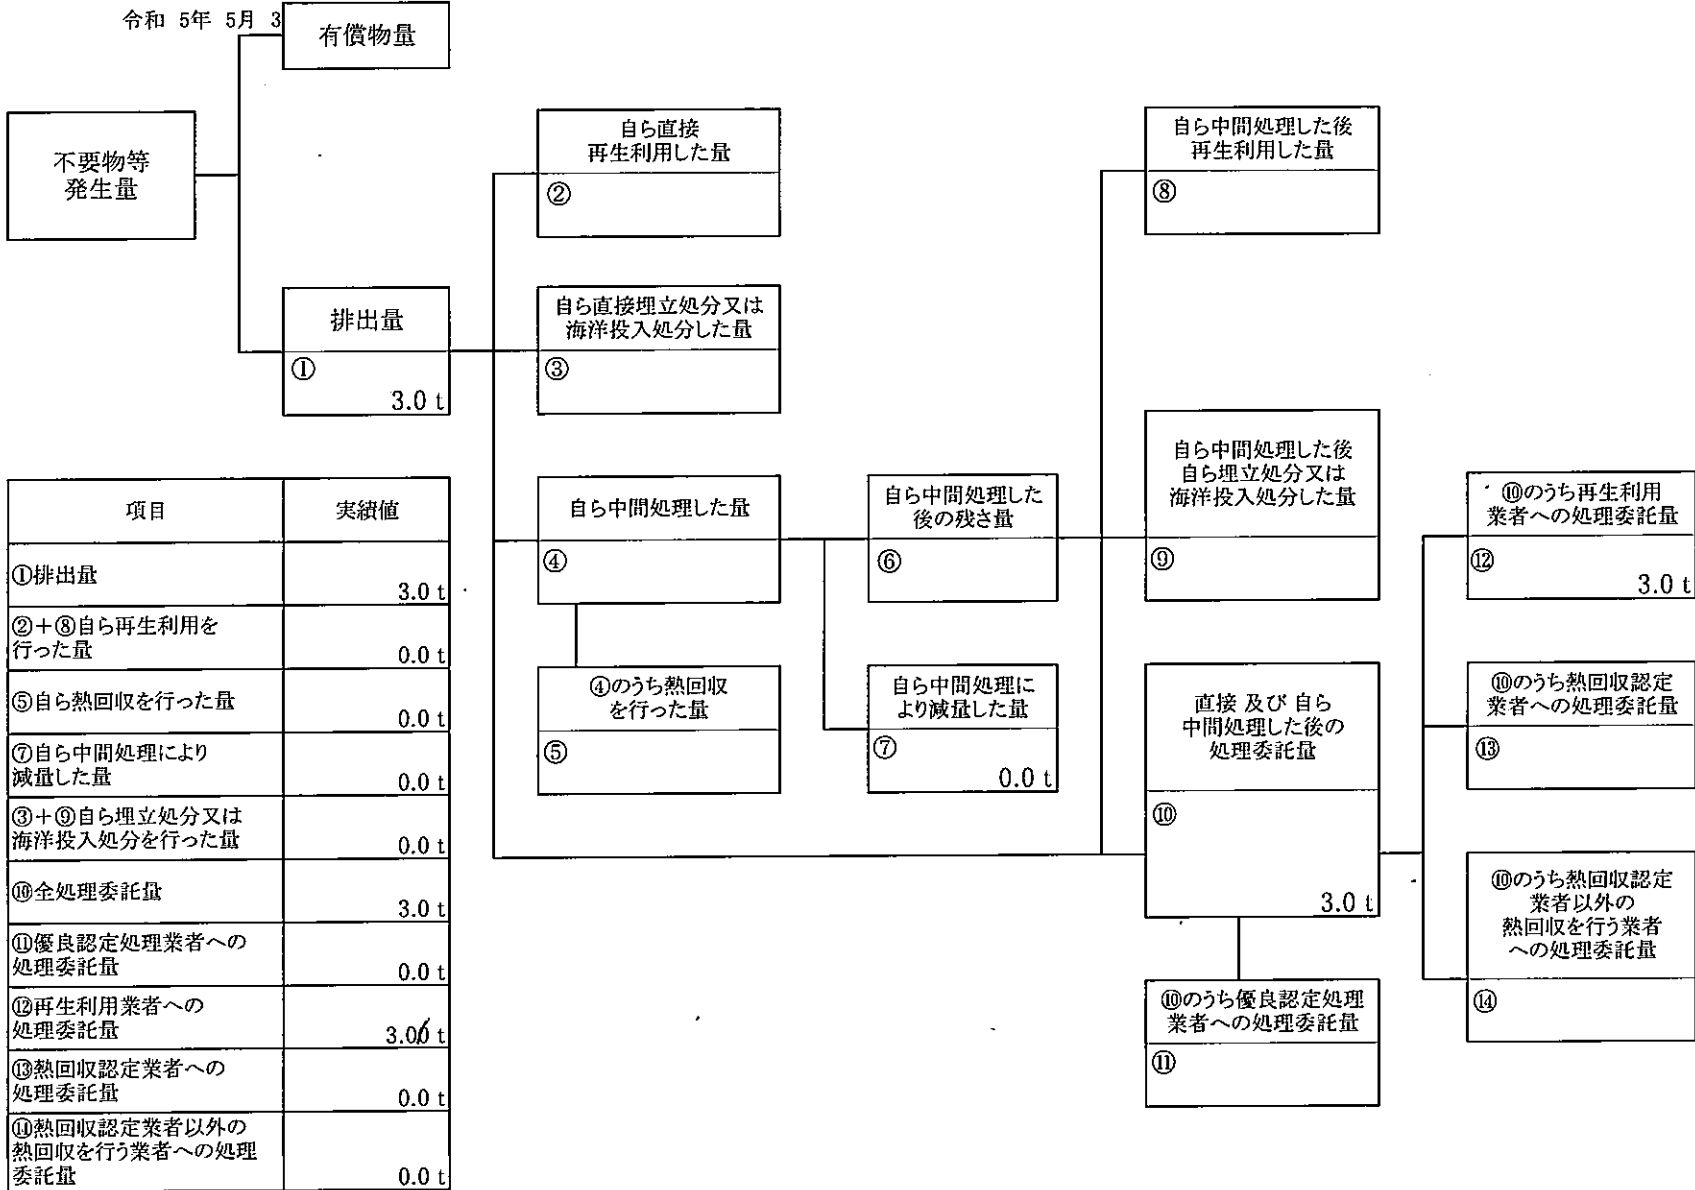 令和 5年 5月 3
有償物量
不要物等
発生量
自ら直接
再生利用した量
②
自ら中間処理した後
再生利用した量
⑧
排出量
①
3.0 t
自ら直接埋立処分又は
海洋投入処分した量
③
自ら中間処理した量
④
自ら中間処理した
後の残さ量
⑥
自ら中間処理した後
自ら埋立処分又は
海洋投入処分した量
⑨
⑩のうち再生利用
業者への処理委託量
⑫
3.0 t
④のうち熱回収
を行った量
⑤
自ら中間処理に
より減量した量
⑦
0.0 t
直接 及び 自ら
中間処理した後の
処理委託量
⑩
3.0 t
⑩のうち熱回収認定
業者への処理委託量
⑬
⑩のうち熱回収認定
業者以外の
熱回収を行う業者
への処理委託量
⑭
⑩のうち優良認定処理
業者への処理委託量
⑪
項目 実績値
①排出量
3.0 t
②+⑧自ら再生利用を
行った量
0.0 t
⑤自ら熱回収を行った量
0.0 t
⑦自ら中間処理により
減量した量
0.0 t
③+⑨自ら埋立処分又は
海洋投入処分を行った量
0.0 t
⑩全処理委託量
3.0 t
⑪優良認定処理業者への
処理委託量
0.0 t
⑫再生利用業者への
処理委託量
3.00 t
⑬熱回収認定業者への
処理委託量
0.0 t
⑭熱回収認定業者以外の
熱回収を行う業者への処理
委託量
0.0 t